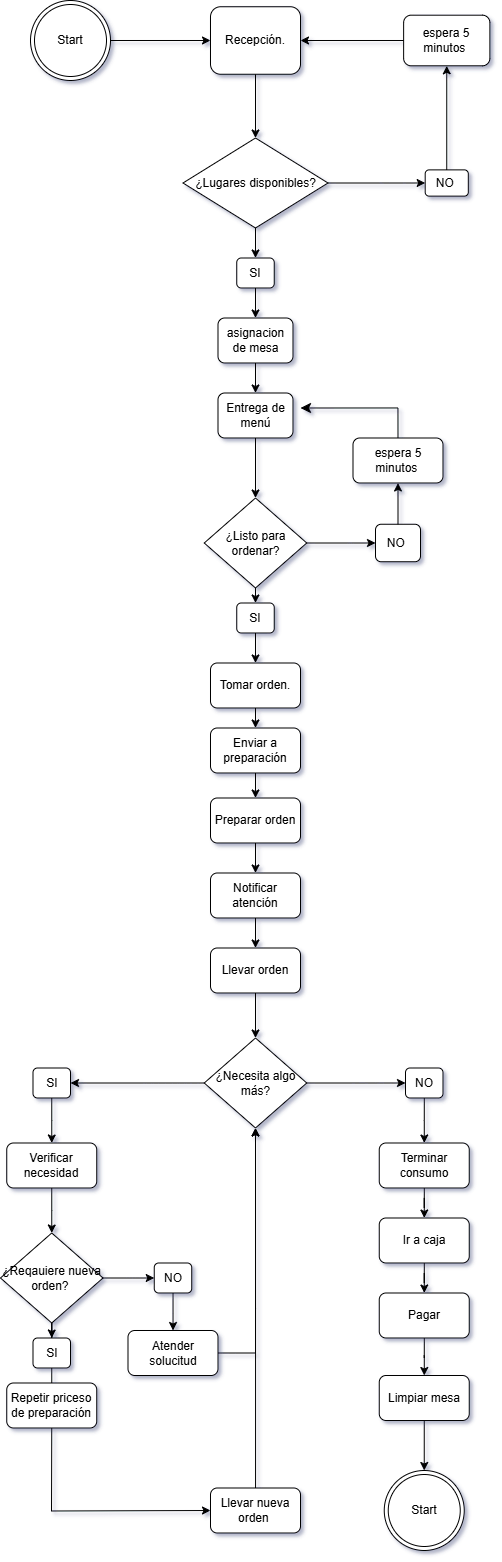 Start
Recepción.
espera 5
minutos
¿Lugares disponibles?
NO
SI
asignacion
de mesa
Entrega de
menú
espera 5
minutos
¿Listo para
ordenar?
NO
SI
Tomar orden.
Enviar a
preparación
Preparar orden
Notificar
atención
Llevar orden
¿Necesita algo
más?
SI
NO
Verificar
necesidad
Terminar
consumo
Ir a caja
¿Reqauiere nueva
orden?
NO
Pagar
SI
Atender
solucitud
Repetir priceso
de preparación
Limpiar mesa
Llevar nueva
orden
Start